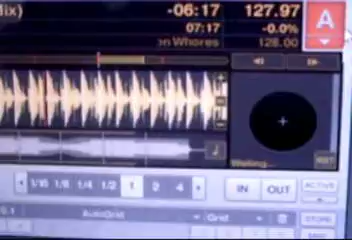 Mix)
-06:17
127.97
A
07:17
-0.0%
on Whores
128.00
Waiting...
RST
1/16 1/8 1/4 1/2 1 2 4
IN OUT
ACTIVE
AutoGrid
Grid
STORE